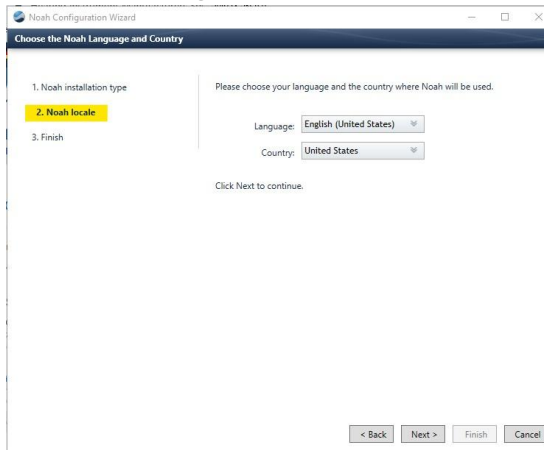 Noah Configuration Wizard
Choose the Noah Language and Country
1. Noah installation type
Please choose your language and the country where Noah will be used.
2. Noah locale
Language: English (United States)
3. Finish
Country: United States
Click Next to continue.
< Back Next > Finish Cancel